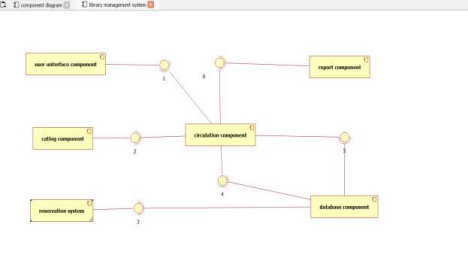 component diagram
library management system
user unterface component
report component
1
6
catlog component
circulation component
2
5
4
reservation system
database component
3